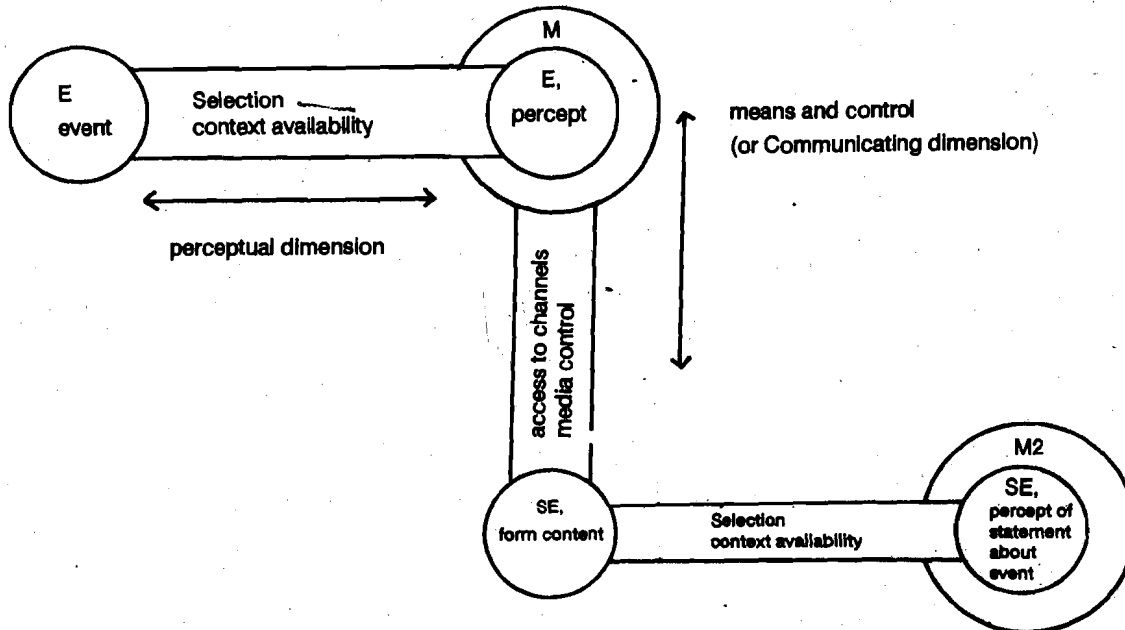 M
E
event
Selection
context availability
E,
percept
means and control
(or Communicating dimension)
perceptual dimension
access to channels
media control
M2
SE,
form content
Selection
context availability
SE,
percept of
statement
about
event